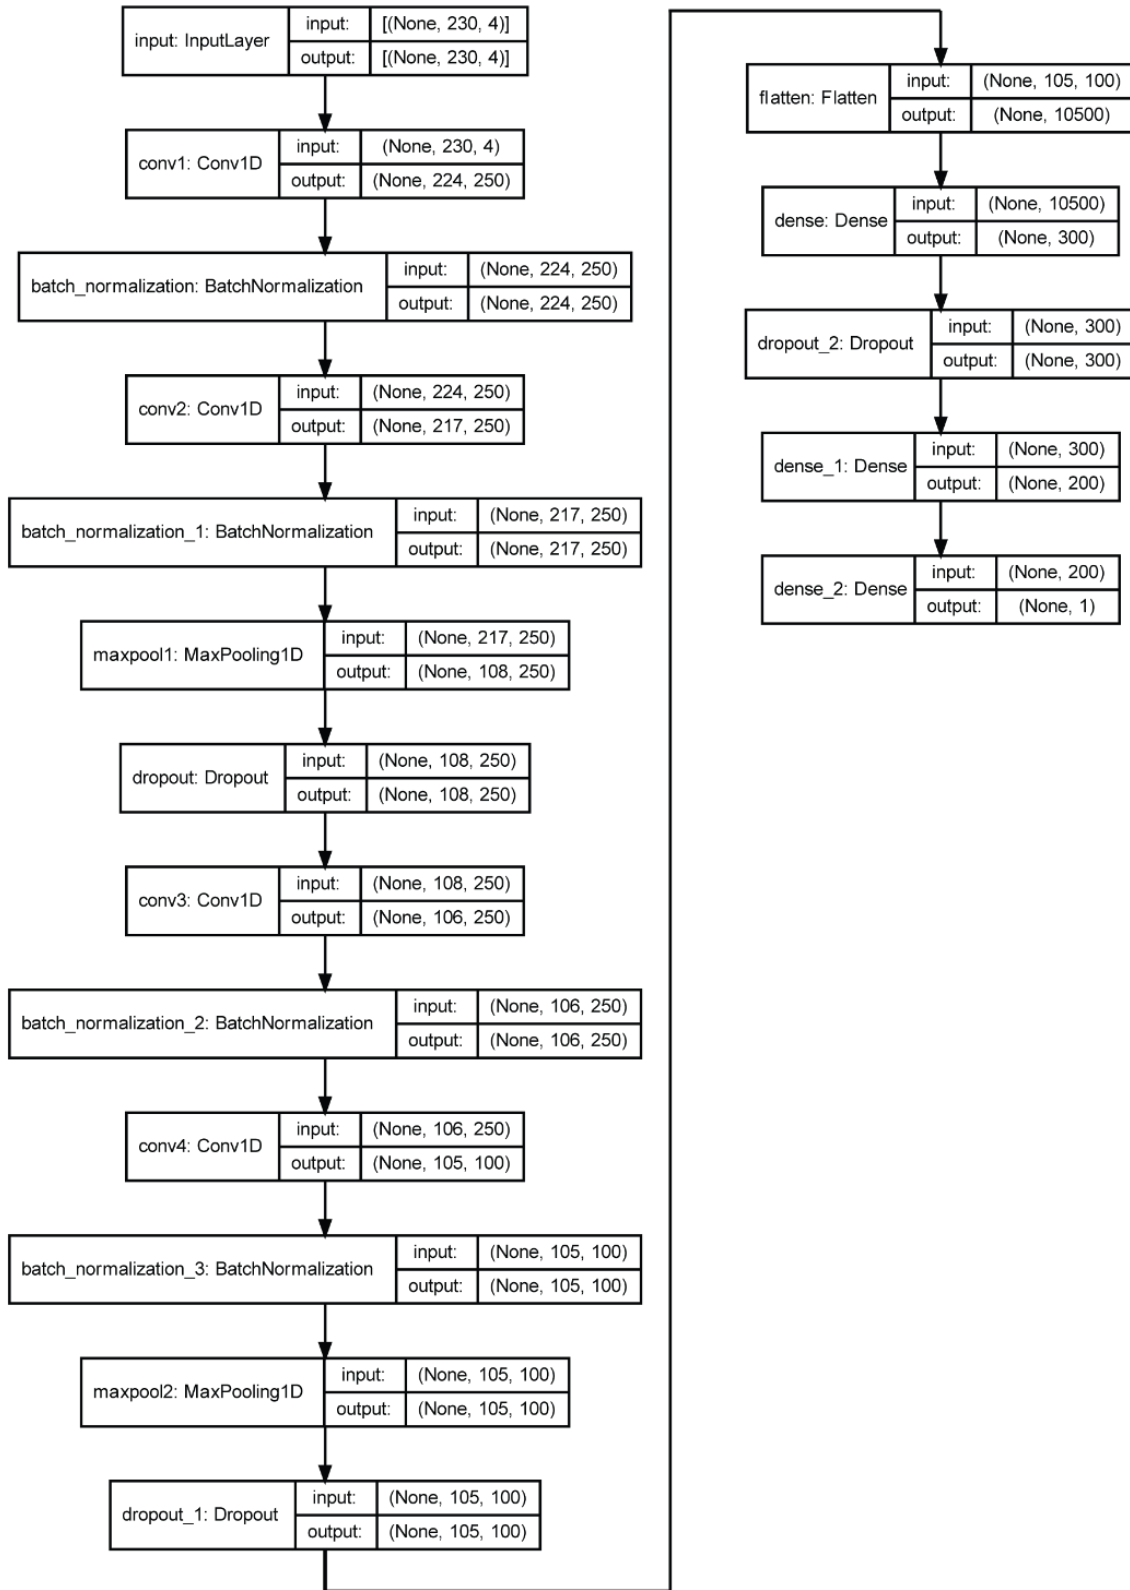 input: InputLayer
input: [(None, 230, 4)]
output: [(None, 230, 4)]
conv1: Conv1D
input: (None, 230, 4)
output: (None, 224, 250)
batch_normalization: BatchNormalization
input: (None, 224, 250)
output: (None, 224, 250)
conv2: Conv1D
input: (None, 224, 250)
output: (None, 217, 250)
batch_normalization_1: BatchNormalization
input: (None, 217, 250)
output: (None, 217, 250)
maxpool1: MaxPooling1D
input: (None, 217, 250)
output: (None, 108, 250)
dropout: Dropout
input: (None, 108, 250)
output: (None, 108, 250)
conv3: Conv1D
input: (None, 108, 250)
output: (None, 106, 250)
batch_normalization_2: BatchNormalization
input: (None, 106, 250)
output: (None, 106, 250)
conv4: Conv1D
input: (None, 106, 250)
output: (None, 105, 100)
batch_normalization_3: BatchNormalization
input: (None, 105, 100)
output: (None, 105, 100)
maxpool2: MaxPooling1D
input: (None, 105, 100)
output: (None, 105, 100)
dropout_1: Dropout
input: (None, 105, 100)
output: (None, 105, 100)
flatten: Flatten
input: (None, 105, 100)
output: (None, 10500)
dense: Dense
input: (None, 10500)
output: (None, 300)
dropout_2: Dropout
input: (None, 300)
output: (None, 300)
dense_1: Dense
input: (None, 300)
output: (None, 200)
dense_2: Dense
input: (None, 200)
output: (None, 1)